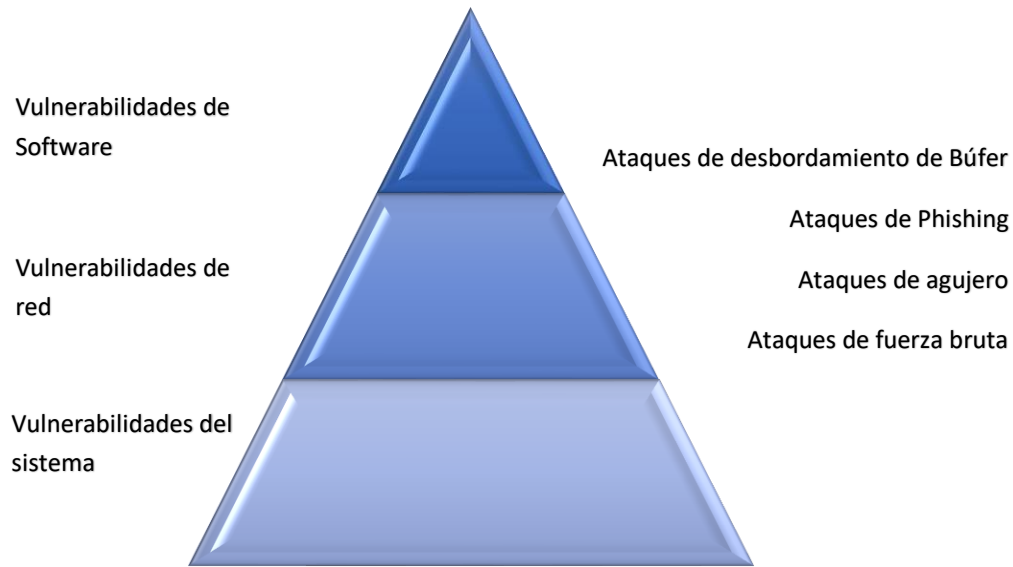 Vulnerabilidades de
Software
Vulnerabilidades de
red
Vulnerabilidades del
sistema
Ataques de desbordamiento de Búfer
Ataques de Phishing
Ataques de agujero
Ataques de fuerza bruta